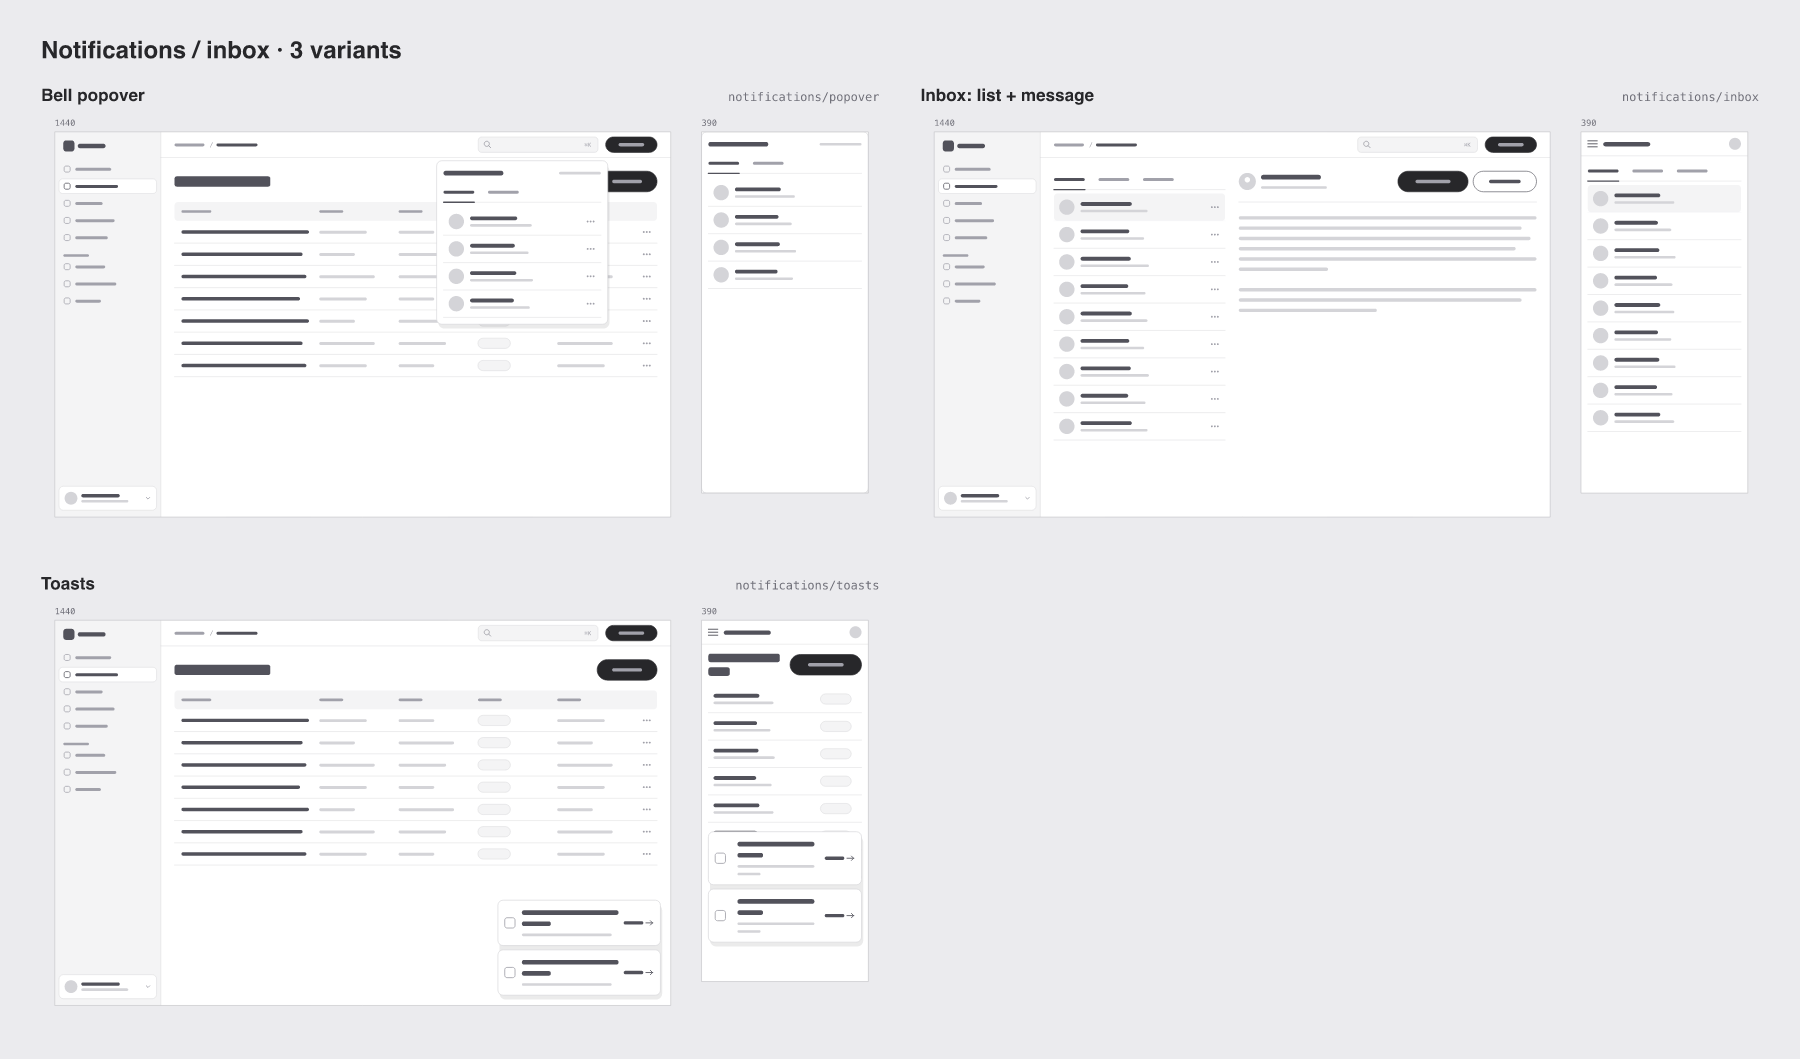 Notifications / inbox · 3 variants
Bell popover
notifications/popover
1440
390
/
⌘K
Inbox: list + message
notifications/inbox
1440
390
/
⌘K
Toasts
notifications/toasts
1440
390
/
⌘K